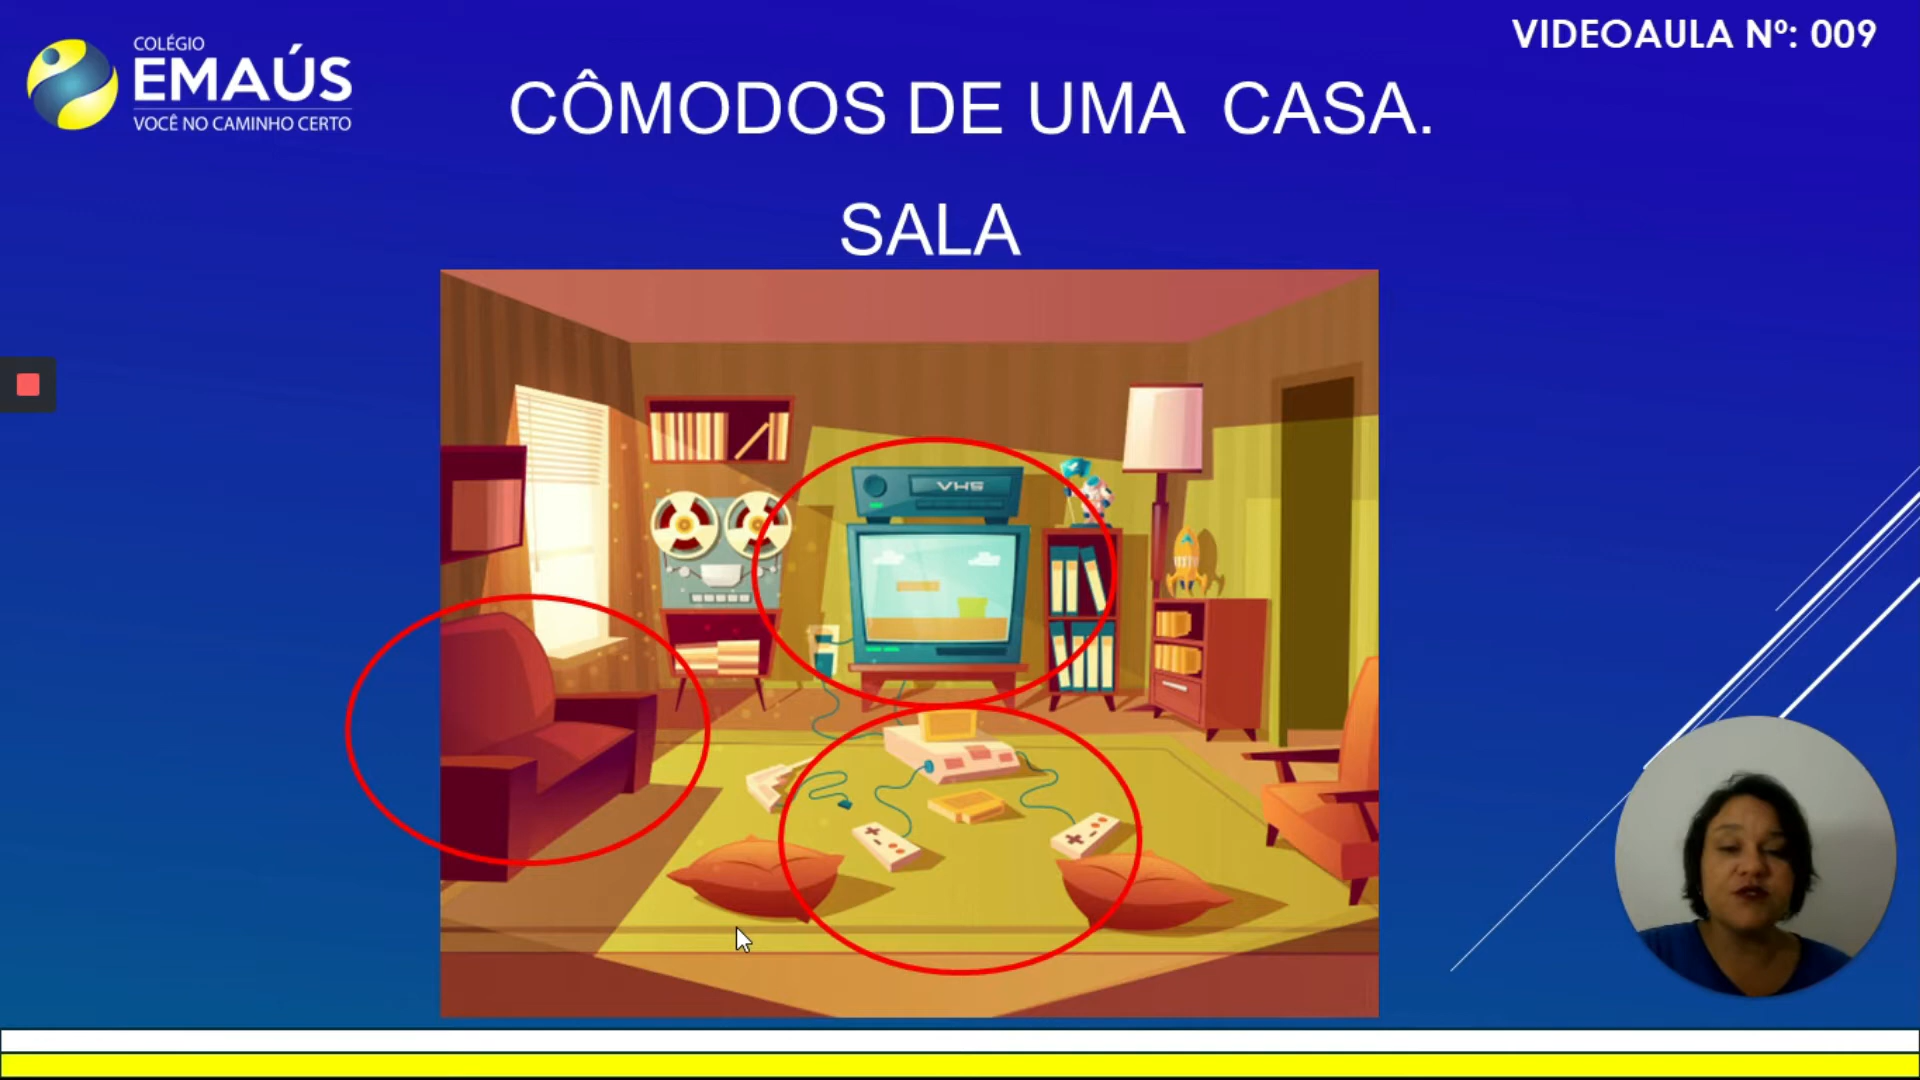 VIDEOAULA Nº: 009
COLÉGIO
EMAÚS
VOCÊ NO CAMINHO CERTO
CÔMODOS DE UMA CASA.
SALA
VHS